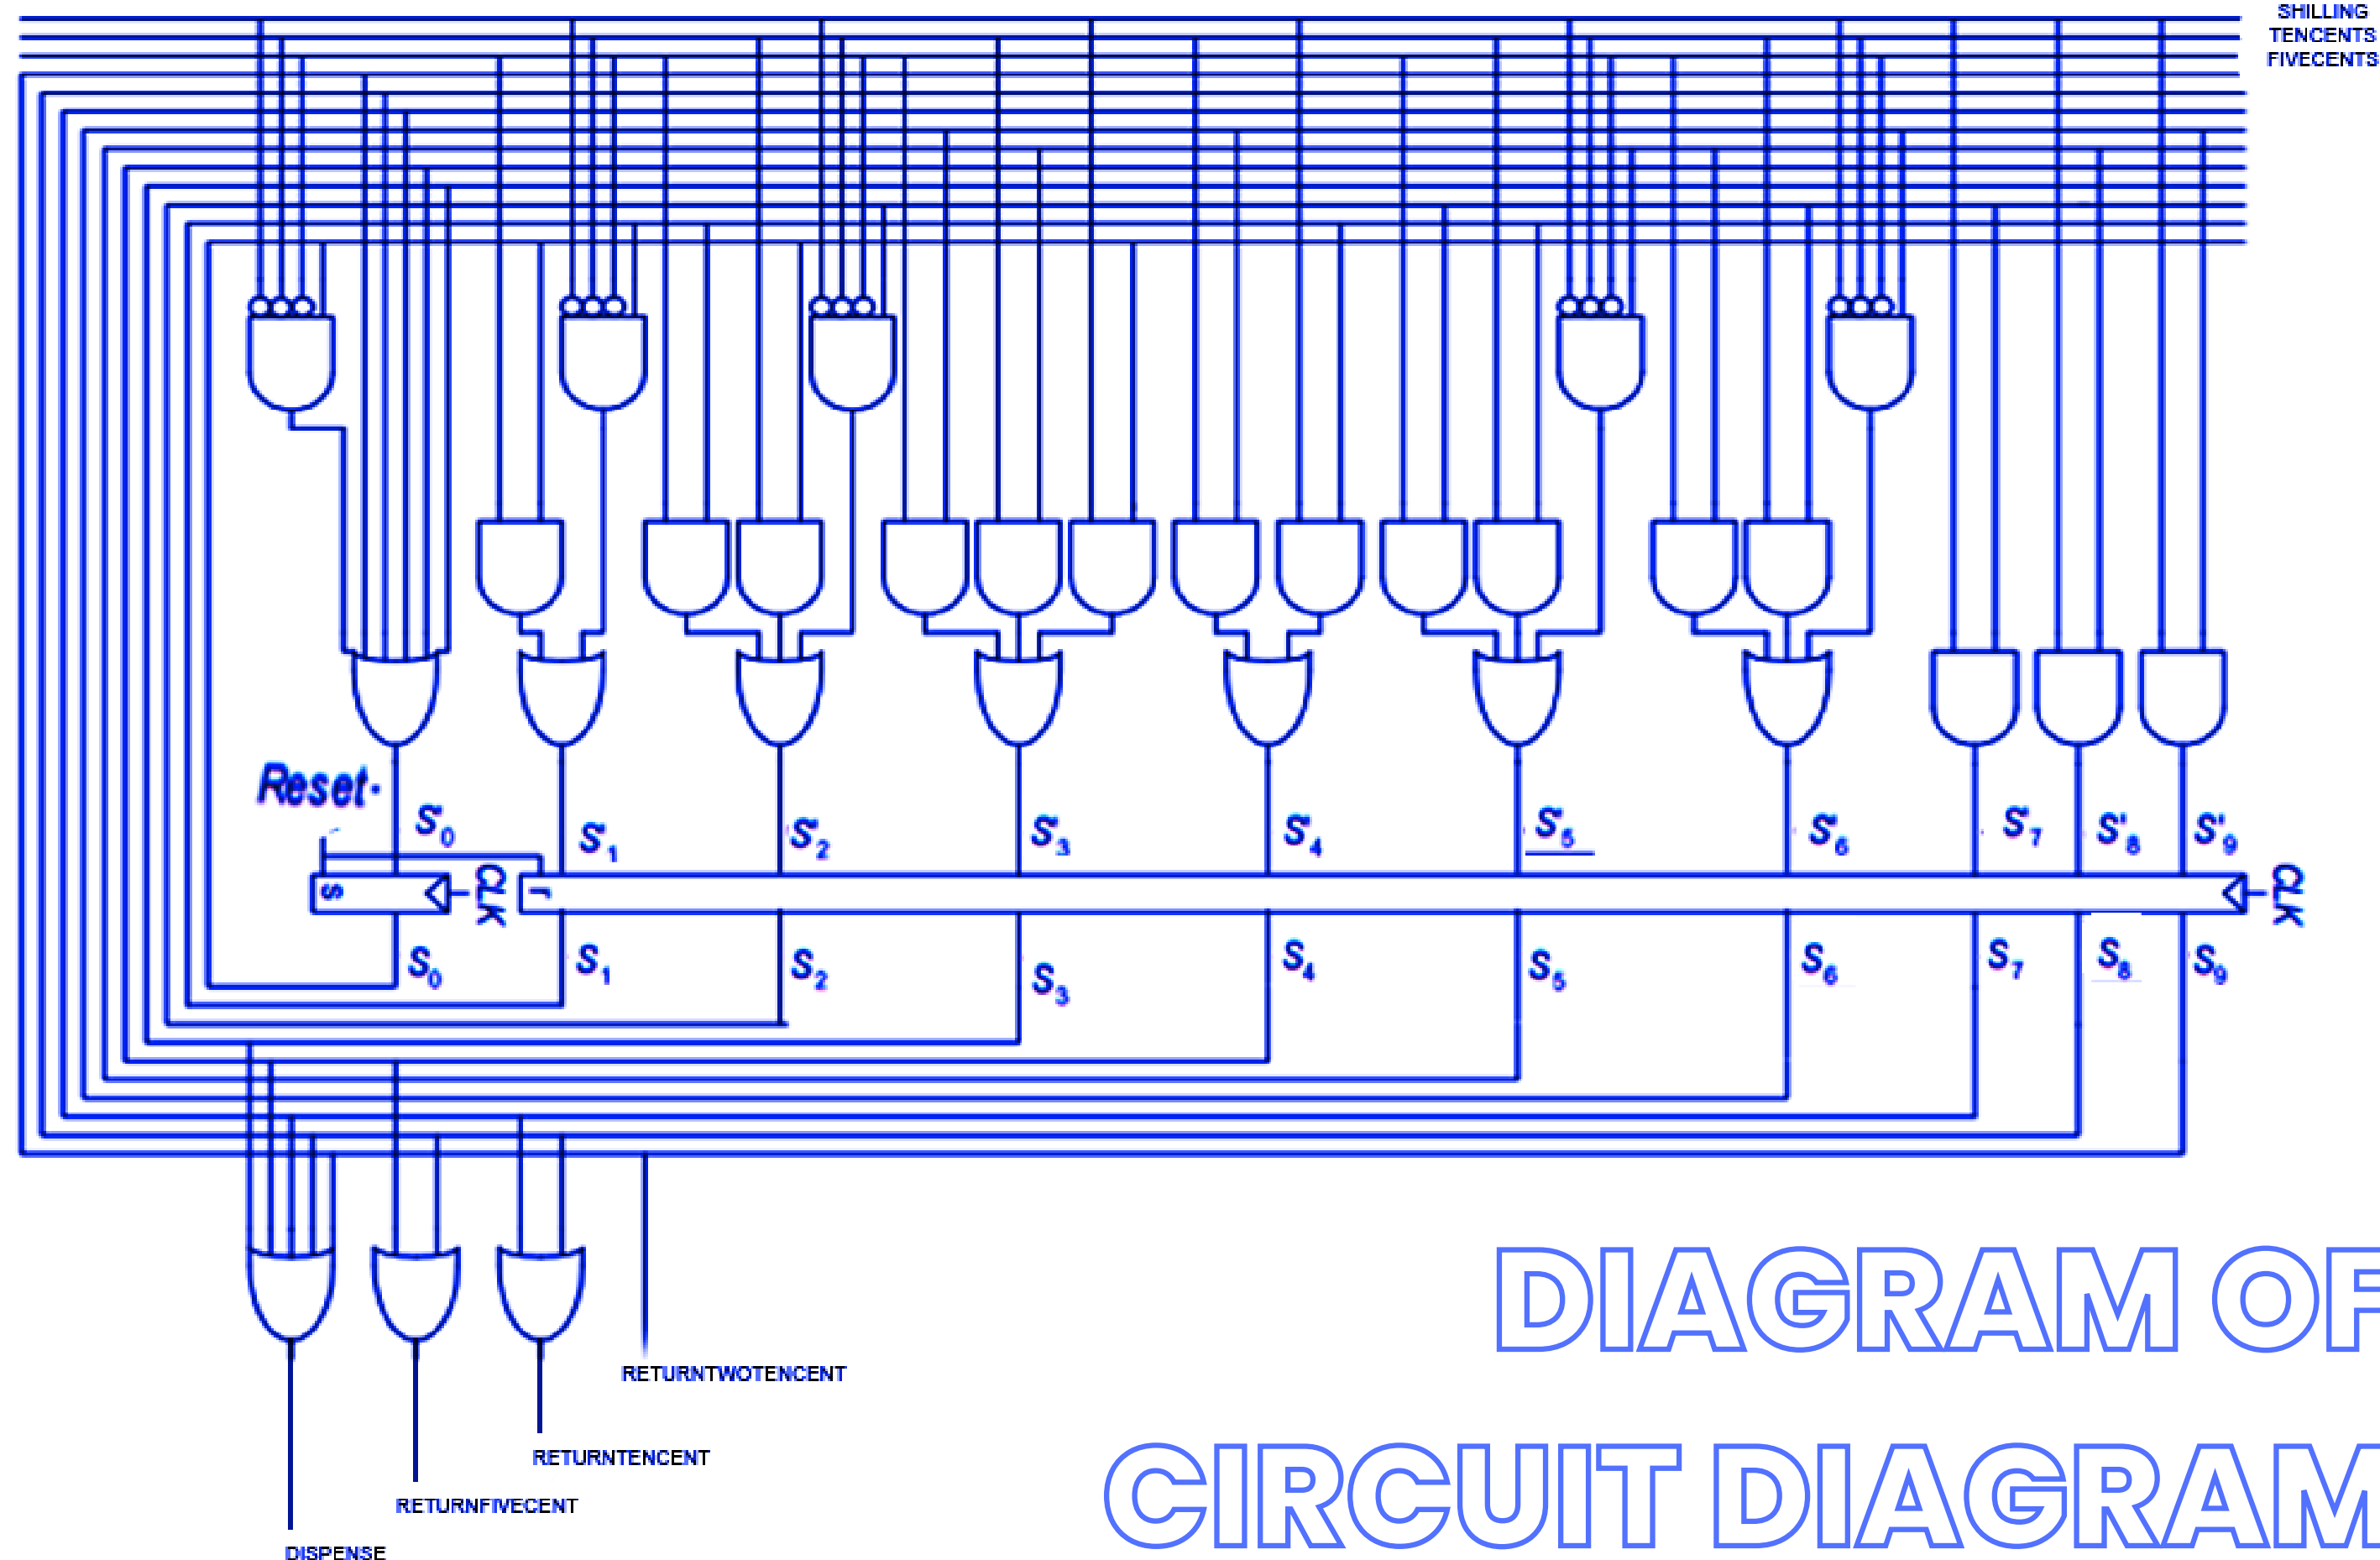 SHILLING
TENCENTS
FIVECENTS
Reset
S'0 S'1 S'2 S'3 S'4 S'5 S'6 S'7 S'8 S'9
s CLK r CLK
S0 S1 S2 S3 S4 S5 S6 S7 S8 S9
RETURNTWOTENCENT
RETURNTENCENT
RETURNFIVECENT
DISPENSE
DIAGRAM OF
CIRCUIT DIAGRAM